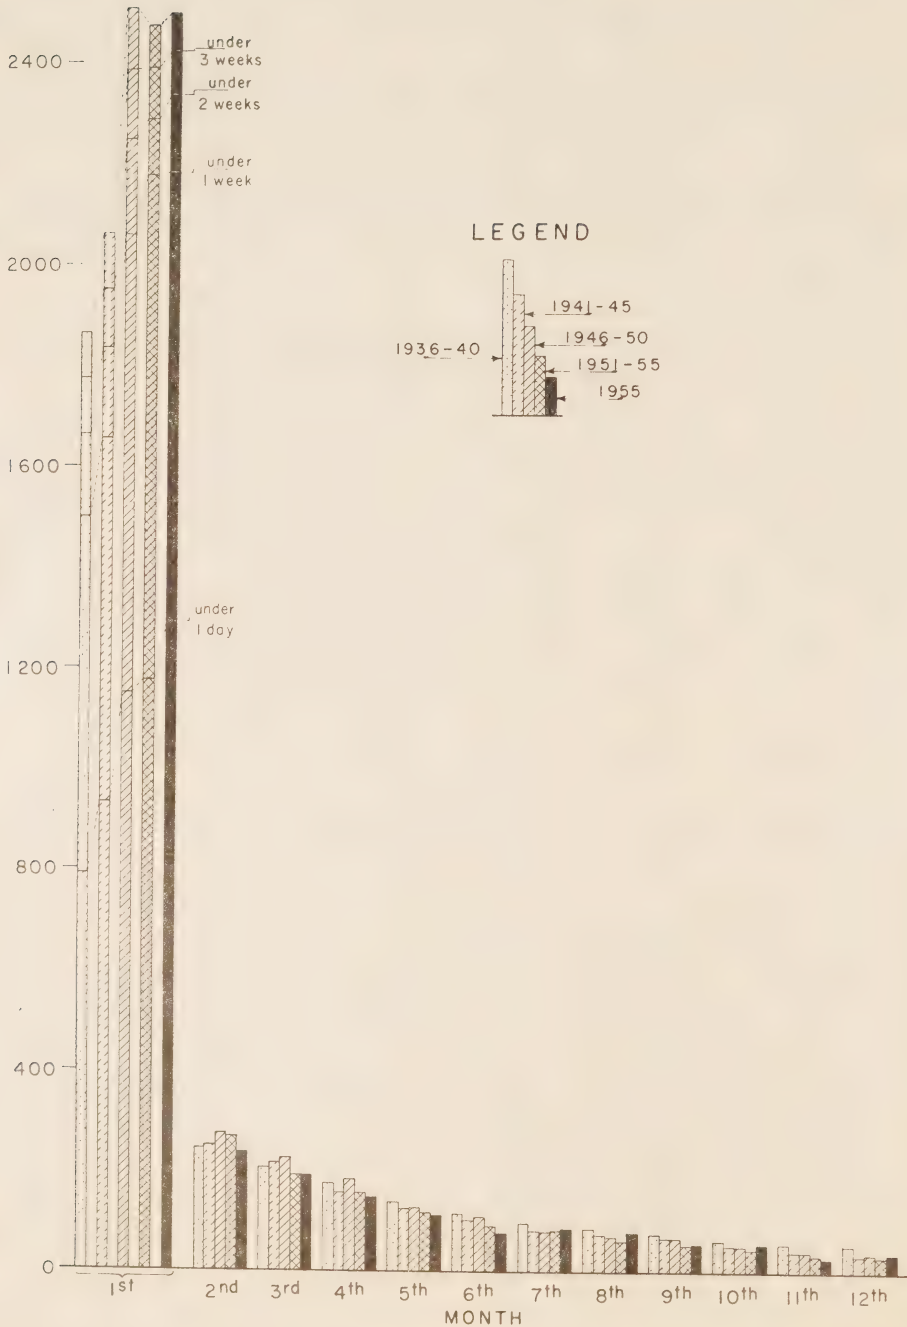 2400
under
3 weeks
under
2 weeks
under
1 week
LEGEND
2000
1941-45
1946-50
1936-40
1951-55
1955
1600
under
1 day
1200
800
400
0
1st
2nd
3rd
4th
5th
6th
7th
8th
9th
10th
11th
12th
MONTH